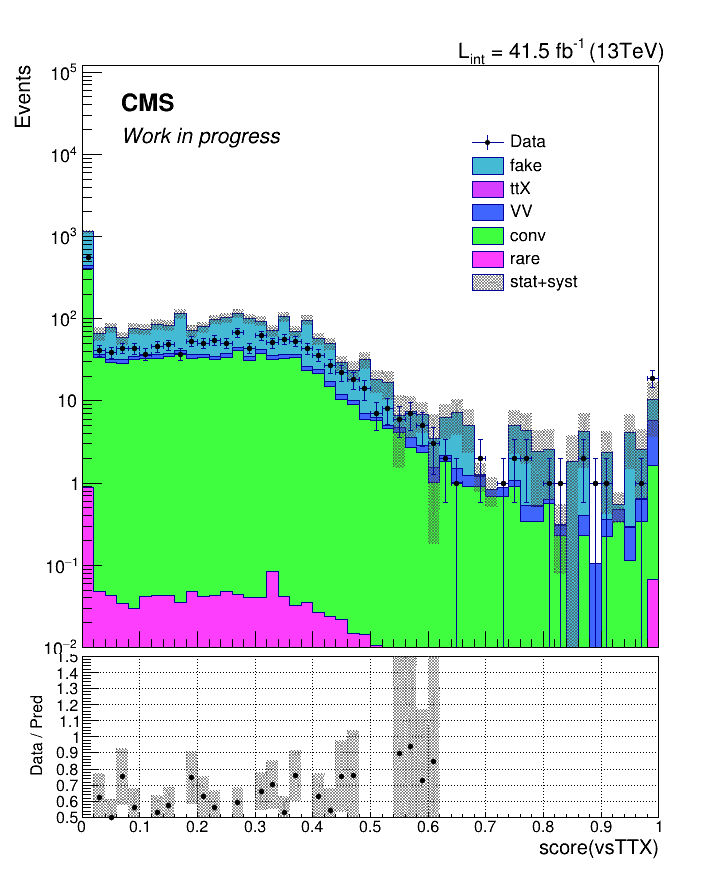 L_int = 41.5 fb^-1 (13TeV)
Events
10^5
10^4
10^3
10^2
10
1
10^−1
10^−2
CMS
Work in progress
Data
fake
ttX
VV
conv
rare
stat+syst
Data / Pred
1.5
1.4
1.3
1.2
1.1
1
0.9
0.8
0.7
0.6
0.5
0 0.1 0.2 0.3 0.4 0.5 0.6 0.7 0.8 0.9 1
score(vsTTX)